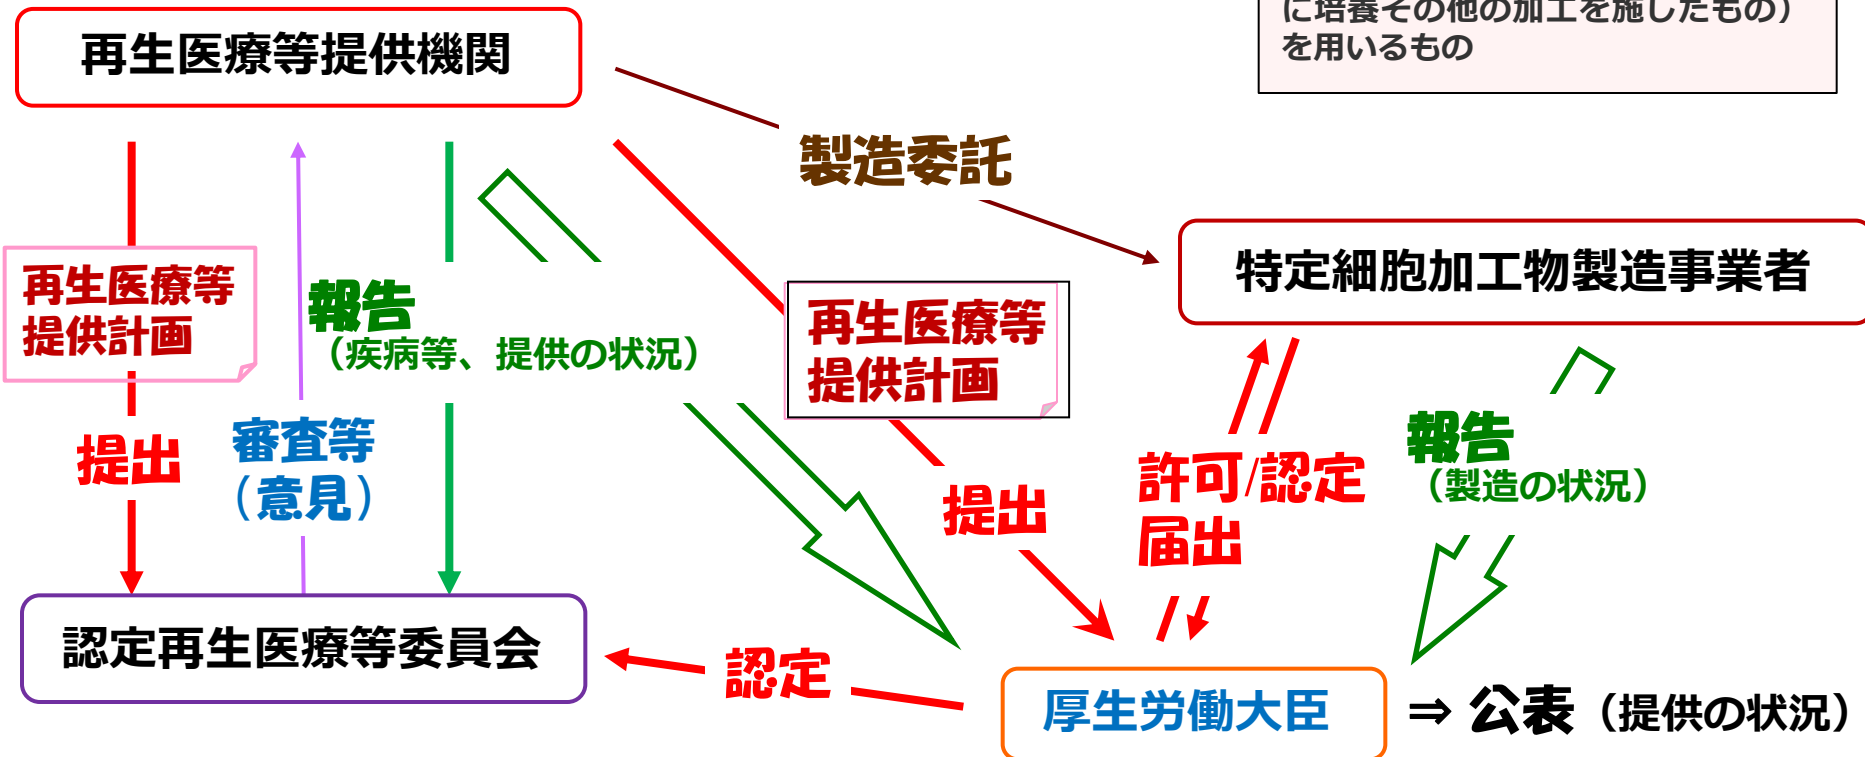 に培養その他の加工を施したもの）
を用いるもの
再生医療等提供機関
製造委託
特定細胞加工物製造事業者
再生医療等
提供計画
報告
（疾病等、提供の状況）
再生医療等
提供計画
提出
審査等
（意見）
提出
許可/認定
届出
報告
（製造の状況）
認定再生医療等委員会
認定
厚生労働大臣
⇒ 公表（提供の状況）